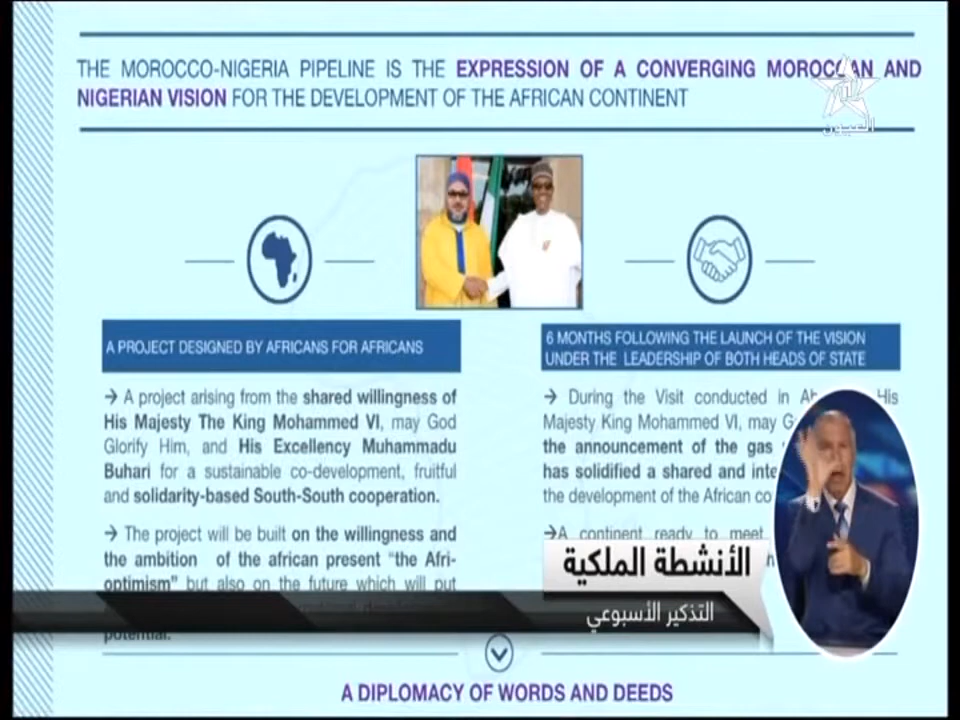 THE MOROCCO-NIGERIA PIPELINE IS THE EXPRESSION OF A CONVERGING MOROCCAN AND
NIGERIAN VISION FOR THE DEVELOPMENT OF THE AFRICAN CONTINENT
العيون
A PROJECT DESIGNED BY AFRICANS FOR AFRICANS
→ A project arising from the shared willingness of
His Majesty The King Mohammed VI, may God
Glorify Him, and His Excellency Muhammadu
Buhari for a sustainable co-development, fruitful
and solidarity-based South-South cooperation.
→ The project will be built on the willingness and
the ambition of the african present “the Afri-
optimism” but also on the future which will put
potential.
6 MONTHS FOLLOWING THE LAUNCH OF THE VISION
UNDER THE LEADERSHIP OF BOTH HEADS OF STATE
→ During the Visit conducted in His
Majesty King Mohammed VI, may
the announcement of the gas
has solidified a shared and
the development of the African
→A continent ready to meet
الأنشطة الملكية
التذكير الأسبوعي
A DIPLOMACY OF WORDS AND DEEDS